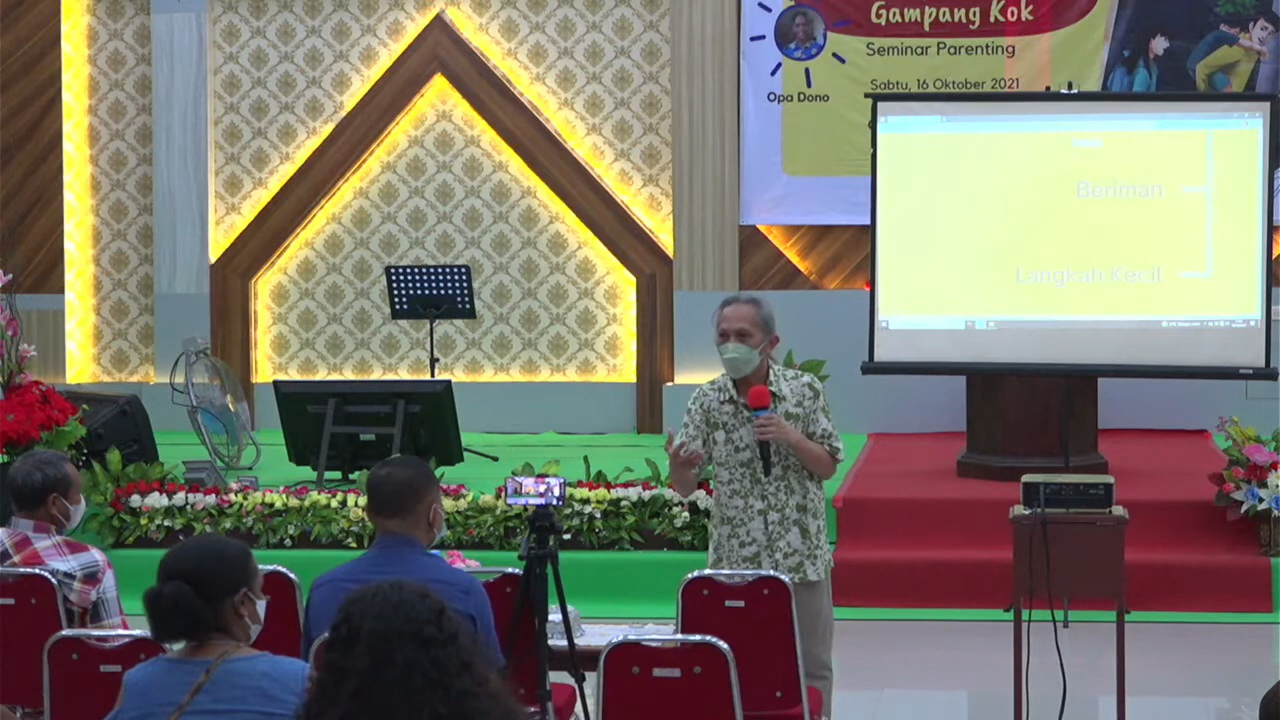 Gampang Kok
Seminar Parenting
Sabtu, 16 Oktober 2021
Opa Dono
Beriman
Langkah Kecil